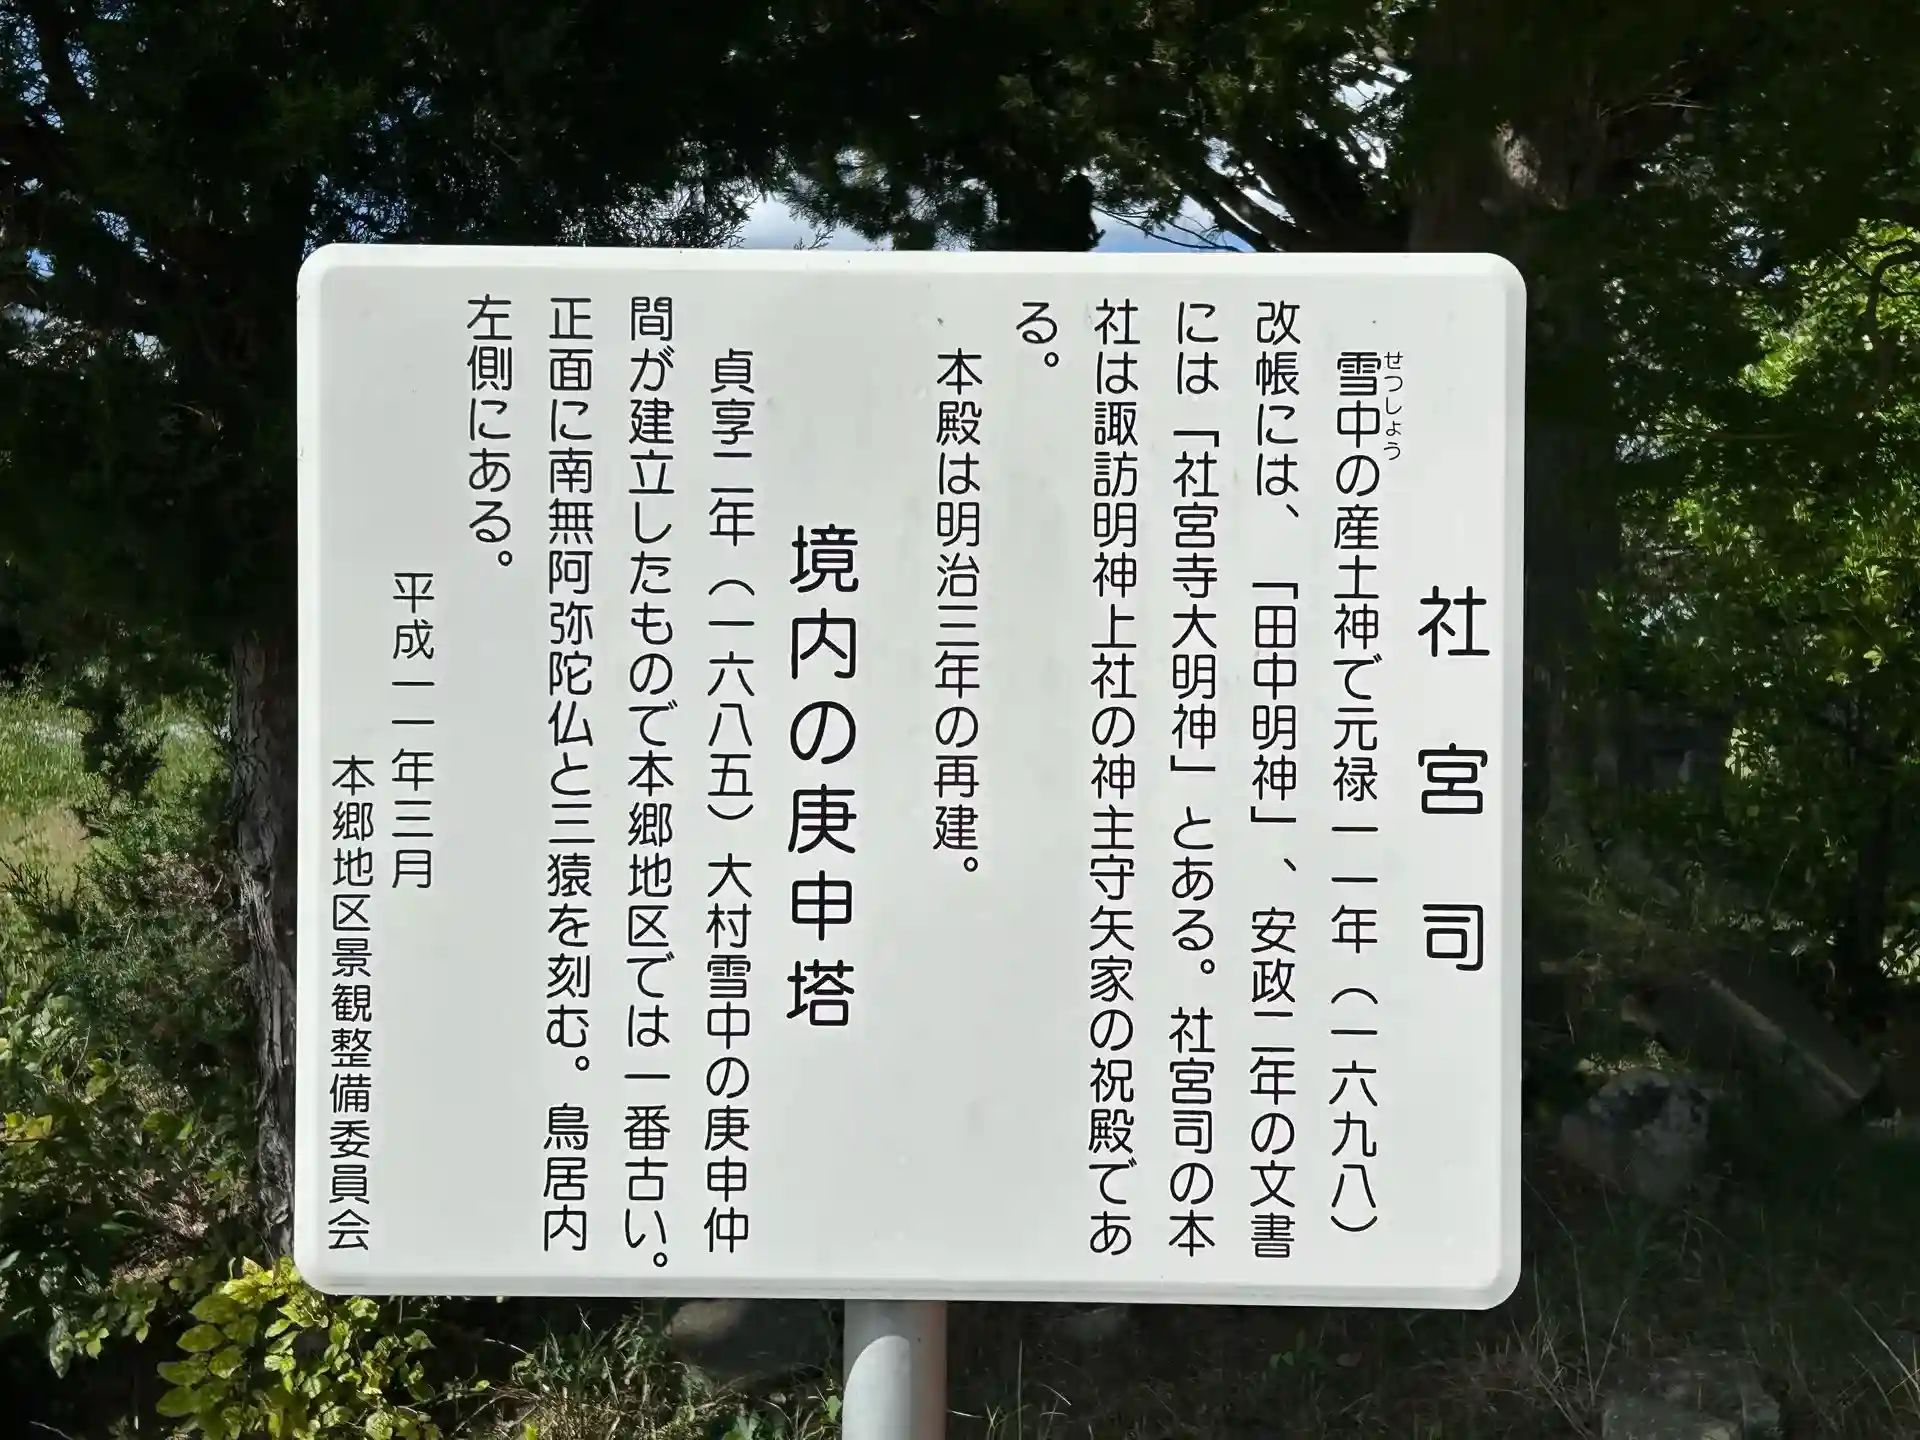 社宮司
雪中の産土神で元禄一一年（一六九八）
せつしよう
改帳には、「田中明神」、安政二年の文書
には「社宮寺大明神」とある。社宮司の本
社は諏訪明神上社の神主守矢家の祝殿であ
る。
本殿は明治三年の再建。
境内の庚申塔
貞享二年（一六八五）大村雪中の庚申仲
間が建立したもので本郷地区では一番古い。
正面に南無阿弥陀仏と三猿を刻む。鳥居内
左側にある。
平成一一年三月
本郷地区景観整備委員会